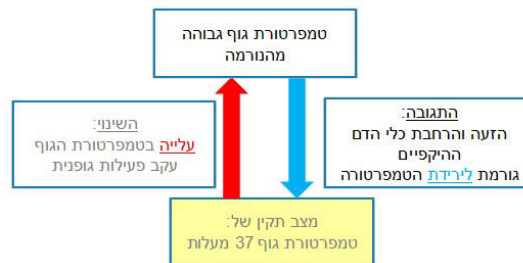 טמפרטורת גוף גבוהה
מהנורמה
השינוי:
עלייה בטמפרטורת הגוף
עקב פעילות גופנית
התגובה:
הזעה והרחבת כלי הדם
ההיקפיים
גורמת לירידת הטמפרטורה
מצב תקין של:
טמפרטורת גוף 37 מעלות